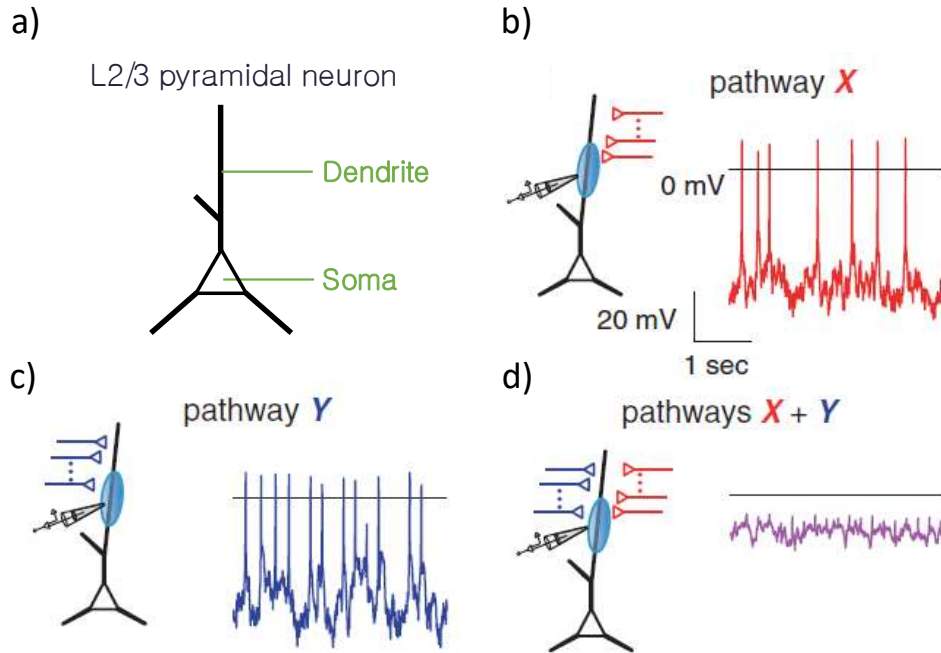 a)
L2/3 pyramidal neuron
Dendrite
Soma
b)
pathway X
0 mV
20 mV
1 sec
c)
pathway Y
d)
pathways X + Y